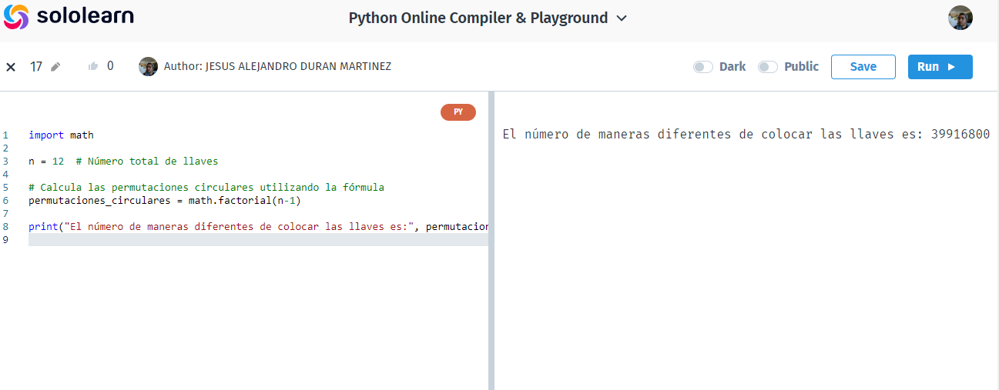 sololearn
Python Online Compiler & Playground
17
0
Author: JESUS ALEJANDRO DURAN MARTINEZ
Dark
Public
Save
Run
PY
1 import math
2
3 n = 12  # Número total de llaves
4
5 # Calcula las permutaciones circulares utilizando la fórmula
6 permutaciones_circulares = math.factorial(n-1)
7
8 print("El número de maneras diferentes de colocar las llaves es:", permutacion
9
El número de maneras diferentes de colocar las llaves es: 39916800